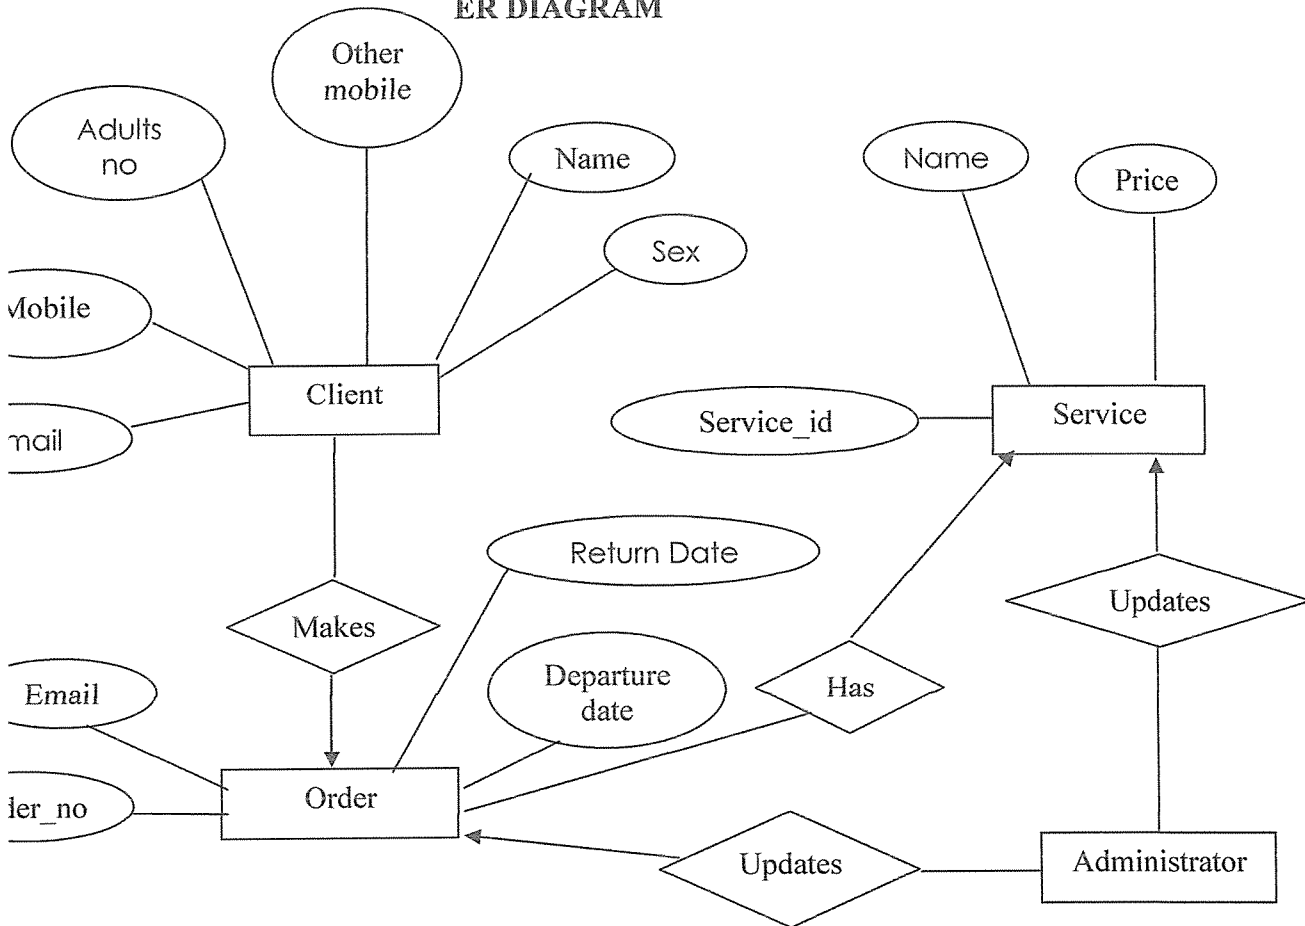 ER DIAGRAM
Other
mobile
Adults
no
Name
Name
Price
Sex
Mobile
Client
Service
Service_id
mail
Return Date
Updates
Makes
Departure
date
Has
Email
Order
der_no
Updates
Administrator